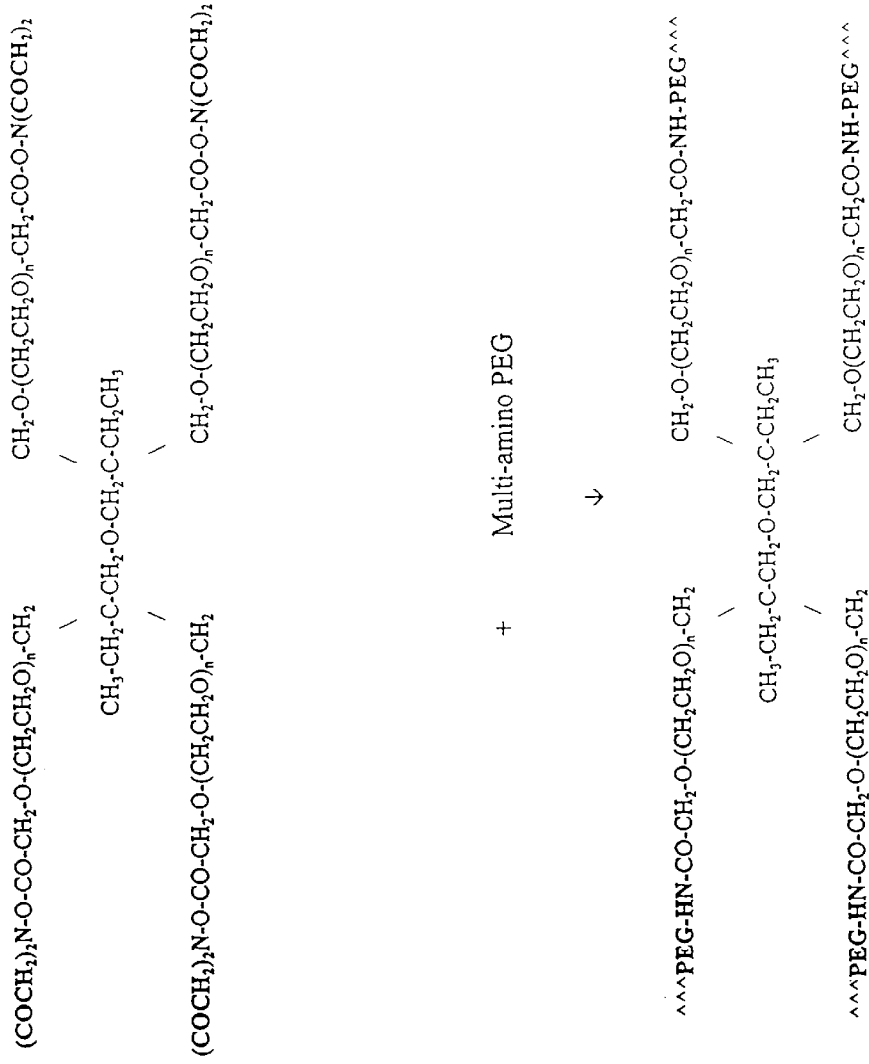 (COCH₂)₂N-O-CO-CH₂-O-(CH₂CH₂O)ₙ-CH₂ CH₂-O-(CH₂CH₂O)ₙ-CH₂-CO-O-N(COCH₂)₂
\ /
CH₃-CH₂-C-CH₂-O-CH₂-C-CH₂CH₃
/ \
(COCH₂)₂N-O-CO-CH₂-O-(CH₂CH₂O)ₙ-CH₂ CH₂-O-(CH₂CH₂O)ₙ-CH₂-CO-O-N(COCH₂)₂
+ Multi-amino PEG
↓
^^^PEG-HN-CO-CH₂-O-(CH₂CH₂O)ₙ-CH₂ CH₂-O-(CH₂CH₂O)ₙ-CH₂-CO-NH-PEG^^^
\ /
CH₃-CH₂-C-CH₂-O-CH₂-C-CH₂CH₃
/ \
^^^PEG-HN-CO-CH₂-O-(CH₂CH₂O)ₙ-CH₂ CH₂-O(CH₂CH₂O)ₙ-CH₂CO-NH-PEG^^^